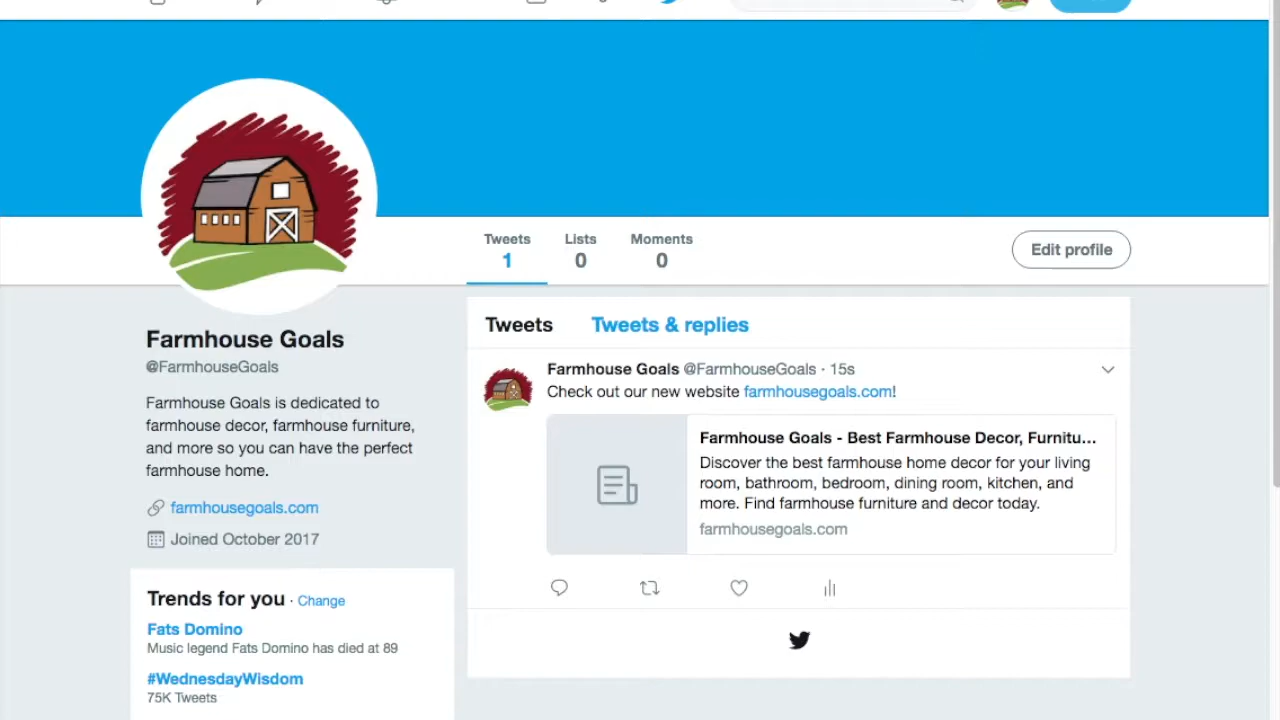 Tweets Lists Moments
1 0 0
Edit profile
Farmhouse Goals
@FarmhouseGoals
Farmhouse Goals is dedicated to
farmhouse decor, farmhouse furniture,
and more so you can have the perfect
farmhouse home.
farmhousegoals.com
Joined October 2017
Trends for you · Change
Fats Domino
Music legend Fats Domino has died at 89
#WednesdayWisdom
75K Tweets
Tweets Tweets & replies
Farmhouse Goals @FarmhouseGoals · 15s
Check out our new website farmhousegoals.com!
Farmhouse Goals - Best Farmhouse Decor, Furnitu...
Discover the best farmhouse home decor for your living
room, bathroom, bedroom, dining room, kitchen, and
more. Find farmhouse furniture and decor today.
farmhousegoals.com